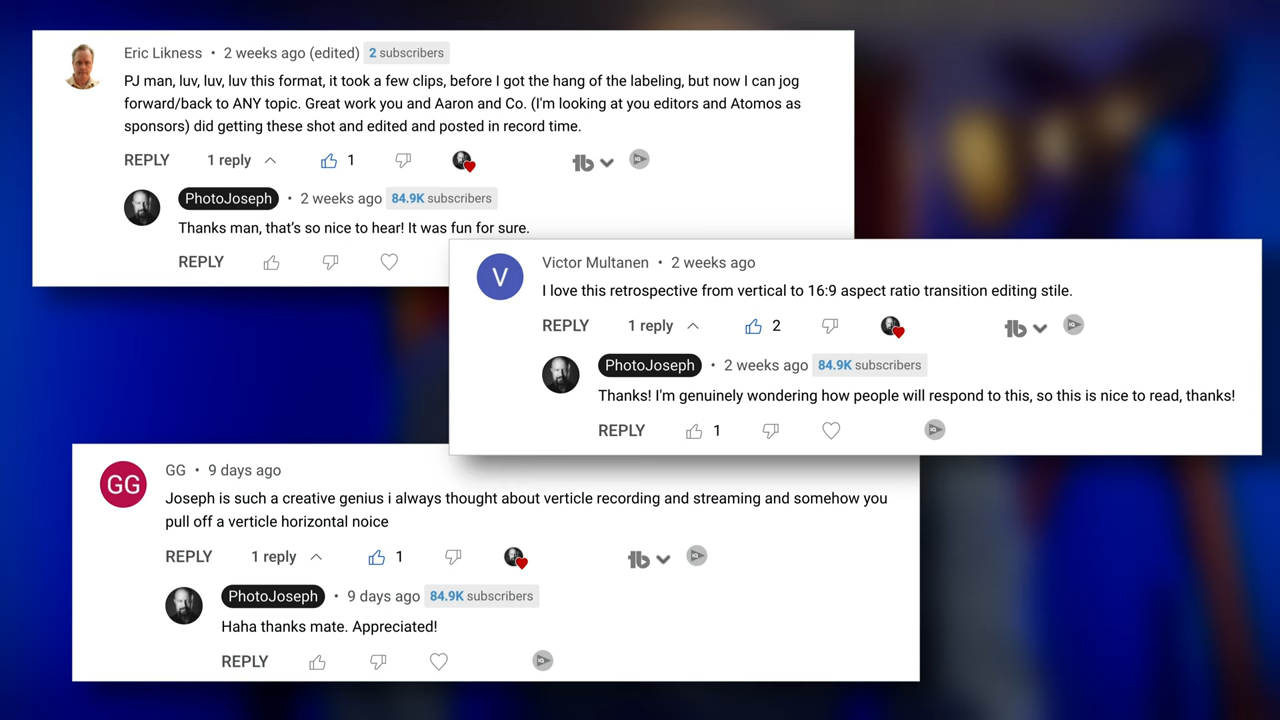 Eric Likness • 2 weeks ago (edited) 2 subscribers
PJ man, luv, luv, luv this format, it took a few clips, before I got the hang of the labeling, but now I can jog
forward/back to ANY topic. Great work you and Aaron and Co. (I'm looking at you editors and Atomos as
sponsors) did getting these shot and edited and posted in record time.
REPLY 1 reply 1 tb
PhotoJoseph • 2 weeks ago 84.9K subscribers
Thanks man, that's so nice to hear! It was fun for sure.
REPLY
V
Victor Multanen • 2 weeks ago
I love this retrospective from vertical to 16:9 aspect ratio transition editing stile.
REPLY 1 reply 2 tb
PhotoJoseph • 2 weeks ago 84.9K subscribers
Thanks! I'm genuinely wondering how people will respond to this, so this is nice to read, thanks!
REPLY 1
GG
GG • 9 days ago
Joseph is such a creative genius i always thought about verticle recording and streaming and somehow you
pull off a verticle horizontal noice
REPLY 1 reply 1 tb
PhotoJoseph • 9 days ago 84.9K subscribers
Haha thanks mate. Appreciated!
REPLY